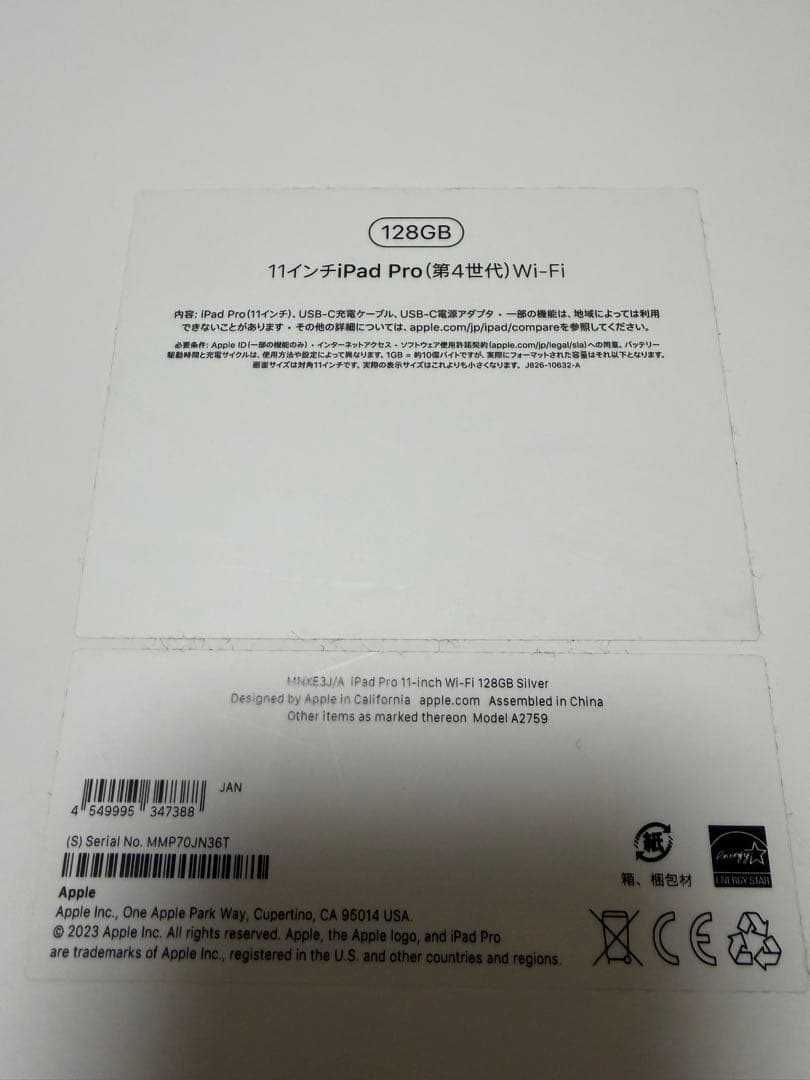 128GB
11インチiPad Pro(第4世代)Wi-Fi
内容: iPad Pro(11インチ)、USB-C充電ケーブル、USB-C電源アダプタ・一部の機能は、地域によっては利用
できないことがあります・その他の詳細については、apple.com/jp/ipad/compareを参照してください。
必要条件: Apple ID(一部の機能のみ)・インターネットアクセス・ソフトウェア使用許諾契約(apple.com/jp/legal/sla)への同意。バッテリー
駆動時間と充電サイクルは、使用方法や設定によって異なります。1GB = 約10億バイトですが、実際にフォーマットされた容量はそれ以下となります。
画面サイズは対角11インチです。実際の表示サイズはこれよりも小さくなります。 J826-10632-A
MNXE3J/A iPad Pro 11-inch Wi-Fi 128GB Silver
Designed by Apple in California apple.com Assembled in China
Other items as marked thereon Model A2759
JAN
4 549995 347388
(S) Serial No. MMP70JN36T
紙
箱、梱包材
energy
ENERGY STAR
Apple
Apple Inc., One Apple Park Way, Cupertino, CA 95014 USA.
© 2023 Apple Inc. All rights reserved. Apple, the Apple logo, and iPad Pro
are trademarks of Apple Inc., registered in the U.S. and other countries and regions.
CE